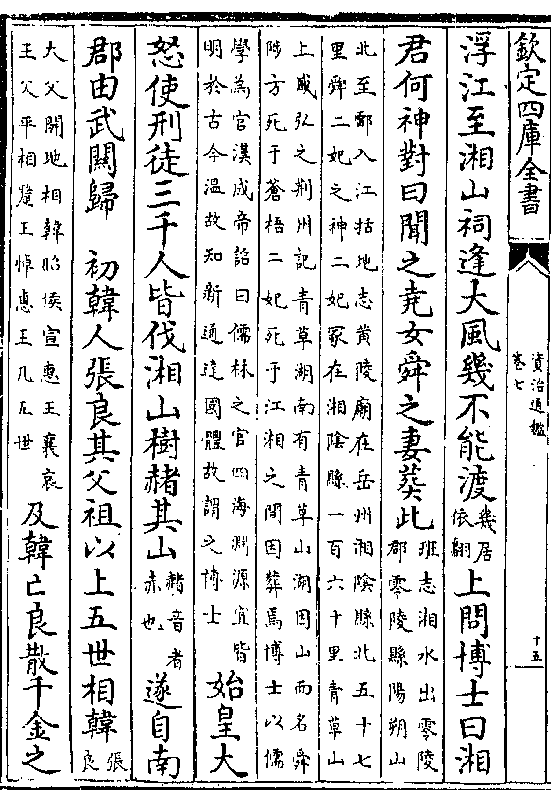 欽定四庫全書
資治通鑑
卷七
十五
浮江至湘山祠逢大風幾不能渡
幾居
依翻
上問博士曰湘
君何神對曰聞之堯女舜之妻葬此
班志湘水出零陵
郡零陵縣陽朔山
北至酃入江括地志黄陵廟在岳州湘陰縣北五十七
里舜二妃之神二妃冢在湘陰縣一百六十里青草山
上盛弘之荆州記青草湖南有青草山湖因山而名舜
陟方死于蒼梧二妃死于江湘之間因葬焉博士以儒
學為官漢成帝詔曰儒林之官四海淵源宜皆
明於古今温故知新通達國體故謂之博士
始皇大
怒使刑徒三千人皆伐湘山樹赭其山
赭音者
赤也
遂自南
郡由武關歸　初韓人張良其父祖以上五世相韓
張
良
大父開地相韓昭侯宣惠王襄哀
王父平相釐王悼惠王凡五世
及韓亡良散千金之